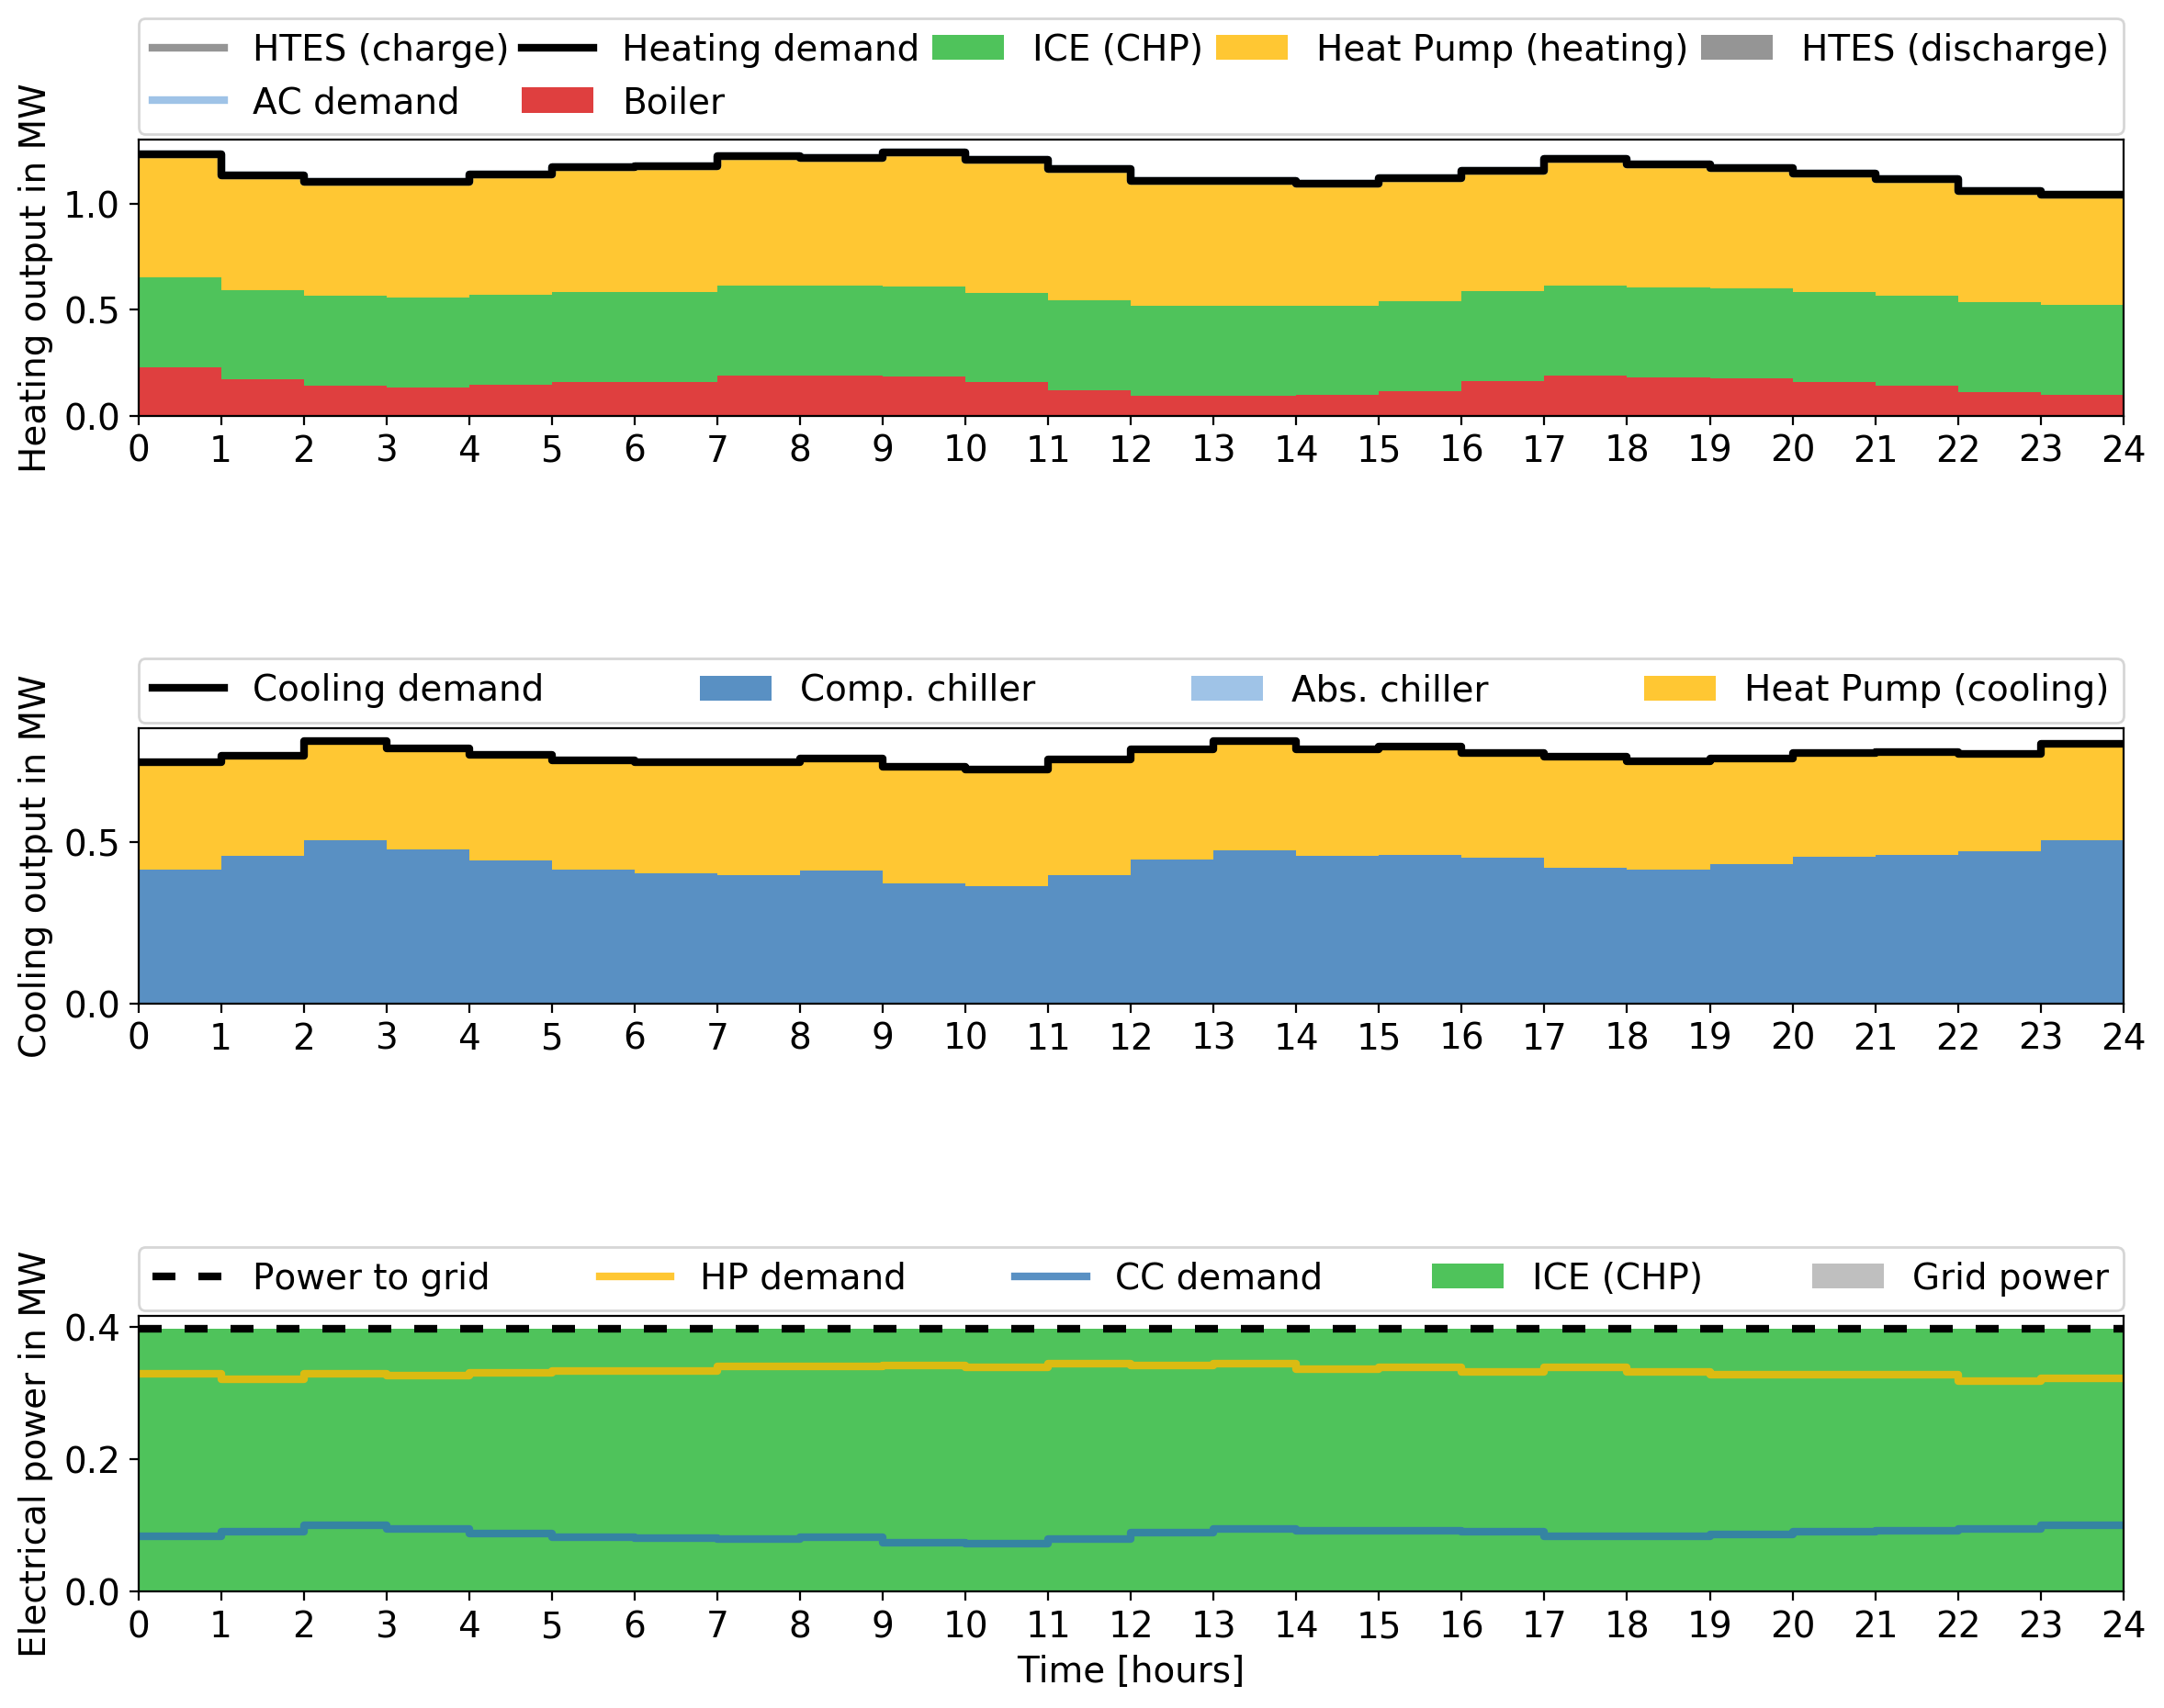 HTES (charge) Heating demand ICE (CHP) Heat Pump (heating) HTES (discharge)
AC demand Boiler
Heating output in MW
1.0
0.5
0.0
0 1 2 3 4 5 6 7 8 9 10 11 12 13 14 15 16 17 18 19 20 21 22 23 24
Cooling demand Comp. chiller Abs. chiller Heat Pump (cooling)
Cooling output in MW
0.5
0.0
0 1 2 3 4 5 6 7 8 9 10 11 12 13 14 15 16 17 18 19 20 21 22 23 24
Power to grid HP demand CC demand ICE (CHP) Grid power
Electrical power in MW
0.4
0.2
0.0
0 1 2 3 4 5 6 7 8 9 10 11 12 13 14 15 16 17 18 19 20 21 22 23 24
Time [hours]